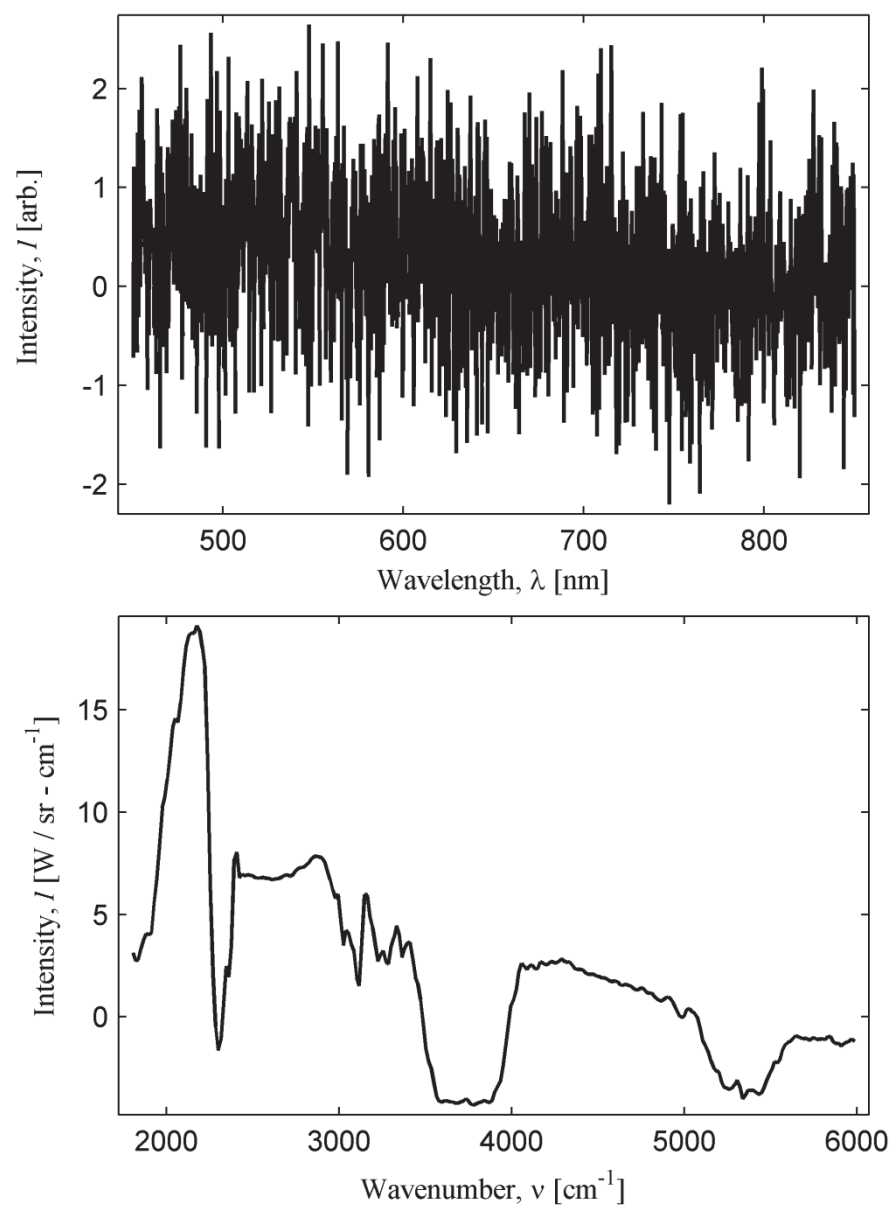 2
1
0
-1
-2
Intensity, I [arb.]
500 600 700 800
Wavelength, λ [nm]
15
10
5
0
Intensity, I [W / sr - cm⁻¹]
2000 3000 4000 5000 6000
Wavenumber, ν [cm⁻¹]